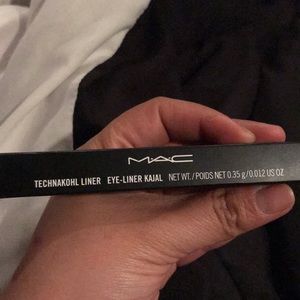 MAC
TECHNAKOHL LINER EYE-LINER KAJAL NET WT./POIDS NET 0.35 g/0.012 US OZ